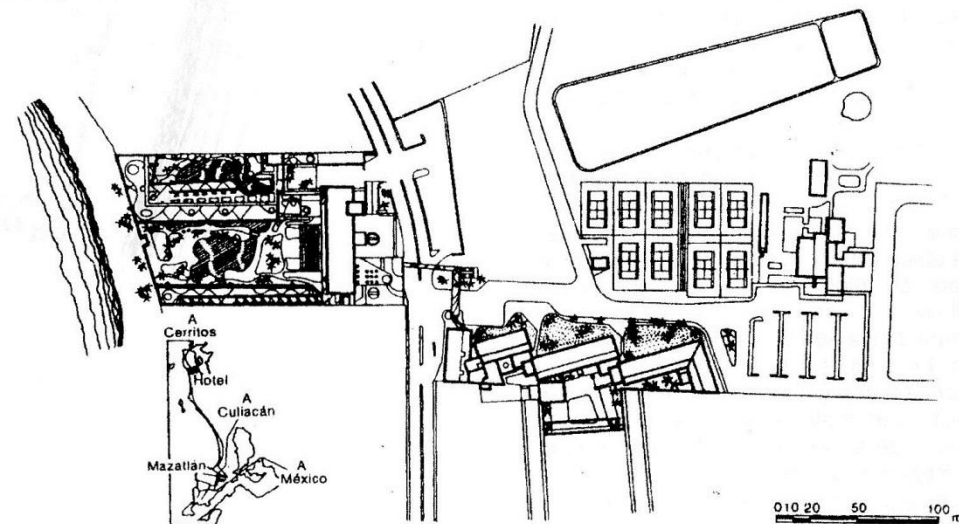 A
Cerritos
Hotel
A
Culiacán
Mazatlán
A
México
0 10 20 50 100
m